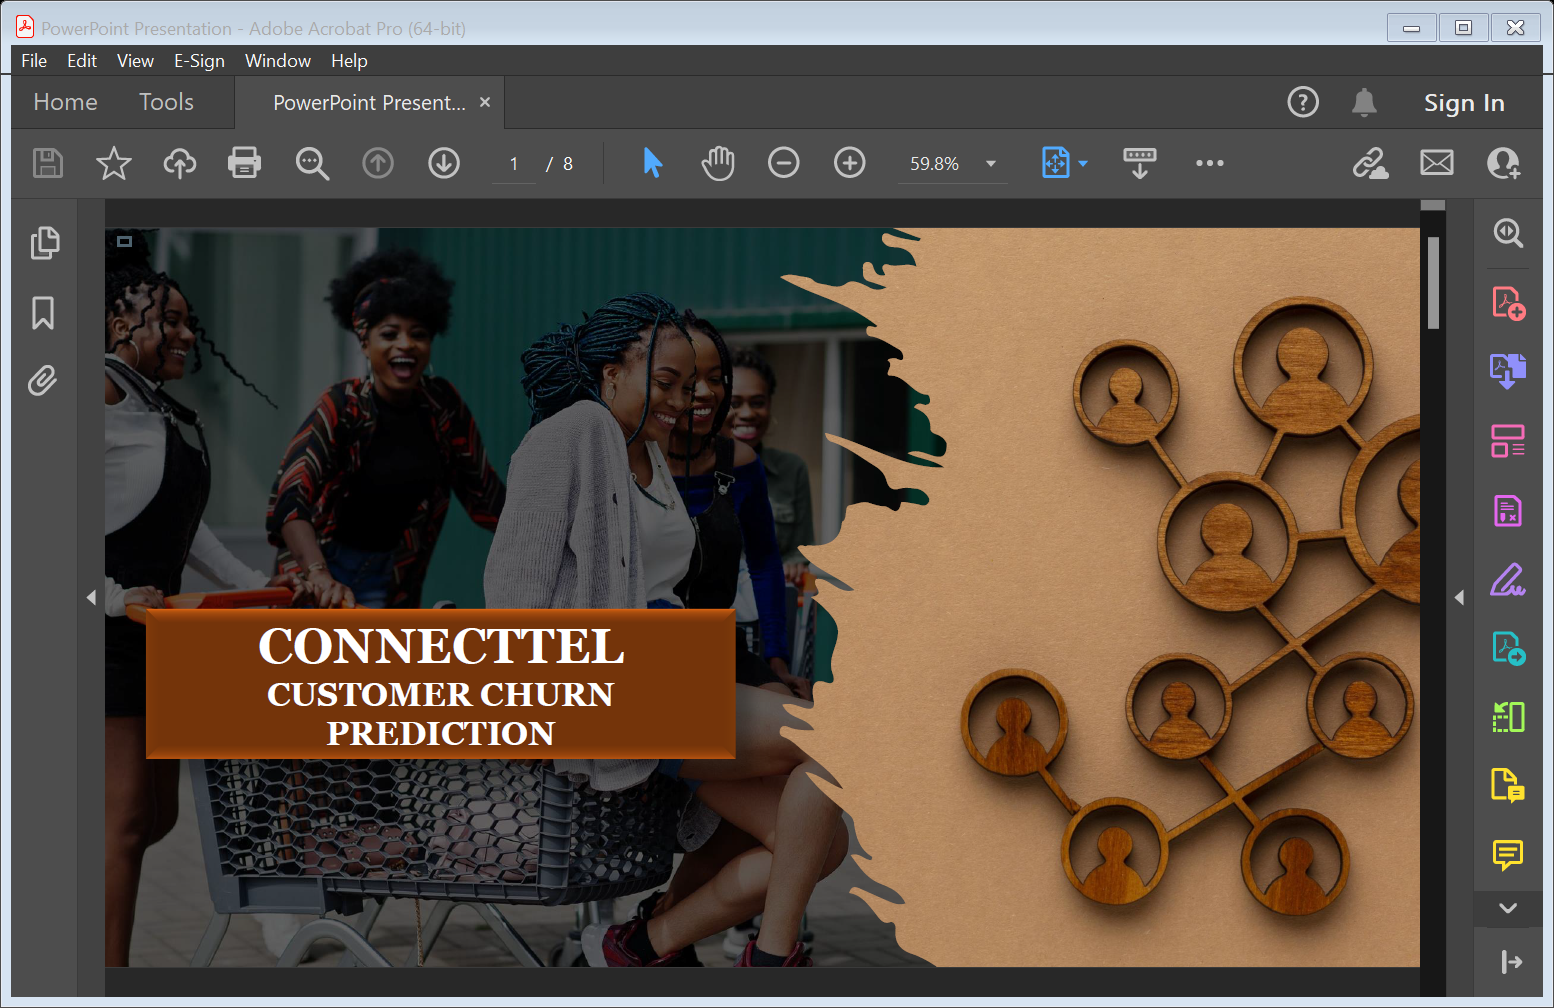 PowerPoint Presentation - Adobe Acrobat Pro (64-bit)
File Edit View E-Sign Window Help
Home Tools PowerPoint Present... Sign In
1 / 8 59.8%
CONNECTTEL
CUSTOMER CHURN
PREDICTION